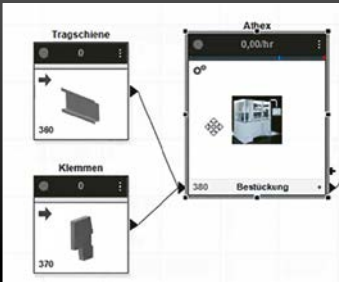 Tragschiene
0
360
Klemmen
0
370
Athex
0,00/hr
380 Bestückung